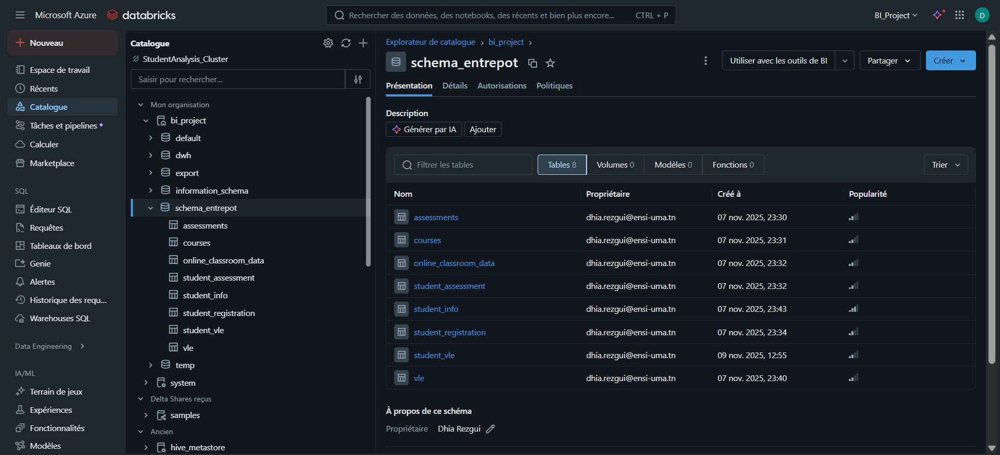 Microsoft Azure
databricks
Rechercher des données, des notebooks, des récents et bien plus encore...
CTRL + P
BI_Project
D
Nouveau
Espace de travail
Récents
Catalogue
Tâches et pipelines
Calculer
Marketplace
SQL
Éditeur SQL
Requêtes
Tableaux de bord
Genie
Alertes
Historique des requ...
Warehouses SQL
Data Engineering
IA/ML
Terrain de jeux
Expériences
Fonctionnalités
Modèles
Catalogue
StudentAnalysis_Cluster
Saisir pour rechercher...
Mon organisation
bi_project
default
dwh
export
information_schema
schema_entrepot
assessments
courses
online_classroom_data
student_assessment
student_info
student_registration
student_vle
vle
temp
system
Delta Shares reçus
samples
Ancien
hive_metastore
Explorateur de catalogue
bi_project
schema_entrepot
Utiliser avec les outils de BI
Partager
Créer
Présentation Détails Autorisations Politiques
Description
Générer par IA
Ajouter
Filtrer les tables
Tables 8
Volumes 0
Modèles 0
Fonctions 0
Trier
Nom Propriétaire Créé à Popularité
assessments dhia.rezgui@ensi-uma.tn 07 nov. 2025, 23:30
courses dhia.rezgui@ensi-uma.tn 07 nov. 2025, 23:31
online_classroom_data dhia.rezgui@ensi-uma.tn 07 nov. 2025, 23:32
student_assessment dhia.rezgui@ensi-uma.tn 07 nov. 2025, 23:32
student_info dhia.rezgui@ensi-uma.tn 07 nov. 2025, 23:43
student_registration dhia.rezgui@ensi-uma.tn 07 nov. 2025, 23:34
student_vle dhia.rezgui@ensi-uma.tn 09 nov. 2025, 12:55
vle dhia.rezgui@ensi-uma.tn 07 nov. 2025, 23:40
À propos de ce schéma
Propriétaire Dhia Rezgui